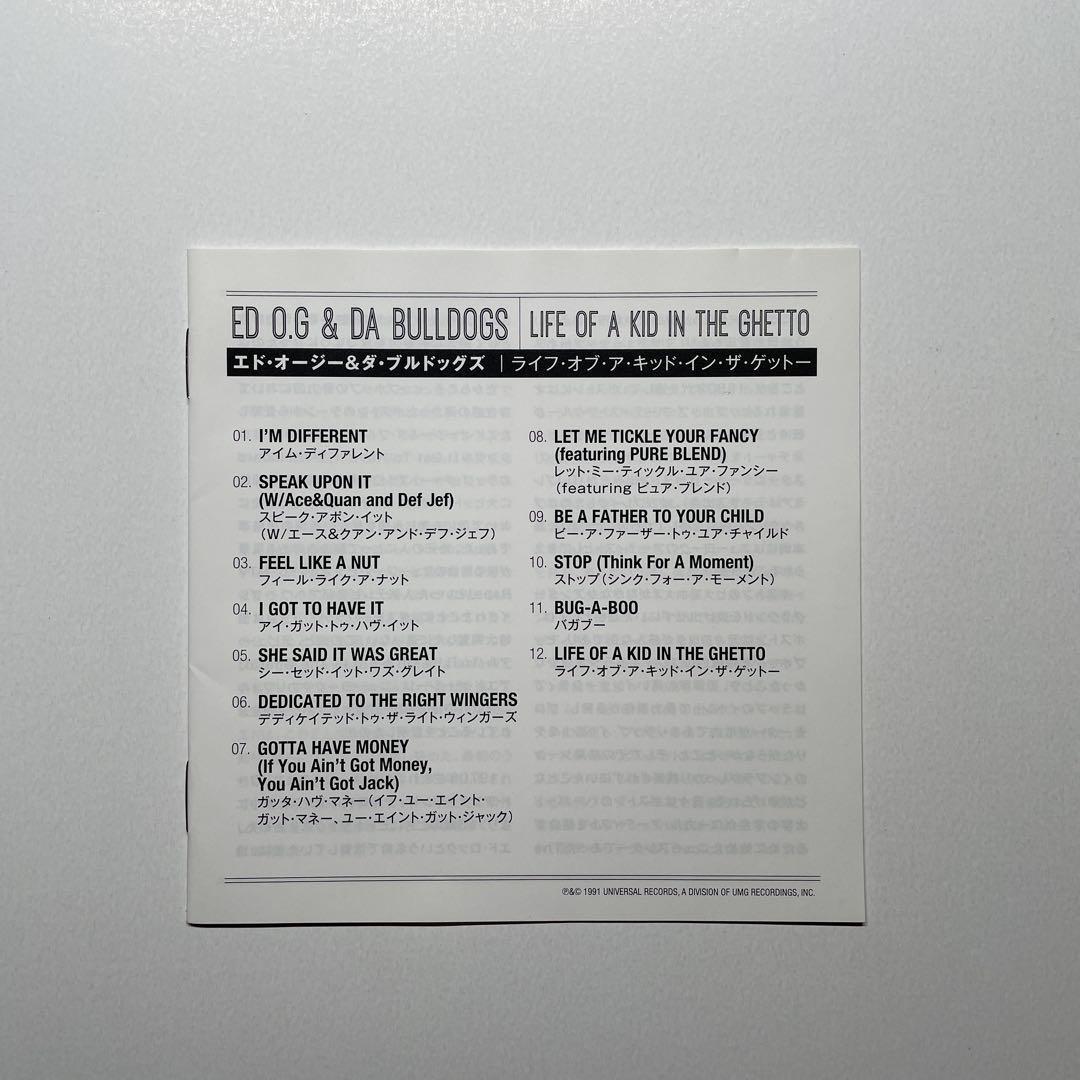 ED O.G & DA BULLDOGS | LIFE OF A KID IN THE GHETTO
エド・オージー&ダ・ブルドッグズ | ライフ・オブ・ア・キッド・イン・ザ・ゲットー
01. I'M DIFFERENT
アイム・ディファレント
02. SPEAK UPON IT
(W/Ace&Quan and Def Jef)
スピーク・アポン・イット
(W/エース&クアン・アンド・デフ・ジェフ)
03. FEEL LIKE A NUT
フィール・ライク・ア・ナット
04. I GOT TO HAVE IT
アイ・ガット・トゥ・ハヴ・イット
05. SHE SAID IT WAS GREAT
シー・セッド・イット・ワズ・グレイト
06. DEDICATED TO THE RIGHT WINGERS
デディケイテッド・トゥ・ザ・ライト・ウィンガーズ
07. GOTTA HAVE MONEY
(If You Ain't Got Money,
You Ain't Got Jack)
ガッタ・ハヴ・マネー(イフ・ユー・エイント・
ガット・マネー、ユー・エイント・ガット・ジャック)
08. LET ME TICKLE YOUR FANCY
(featuring PURE BLEND)
レット・ミー・ティックル・ユア・ファンシー
(featuring ピュア・ブレンド)
09. BE A FATHER TO YOUR CHILD
ビー・ア・ファーザー・トゥ・ユア・チャイルド
10. STOP (Think For A Moment)
ストップ(シンク・フォー・ア・モーメント)
11. BUG-A-BOO
バガブー
12. LIFE OF A KID IN THE GHETTO
ライフ・オブ・ア・キッド・イン・ザ・ゲットー
℗&© 1991 UNIVERSAL RECORDS, A DIVISION OF UMG RECORDINGS, INC.